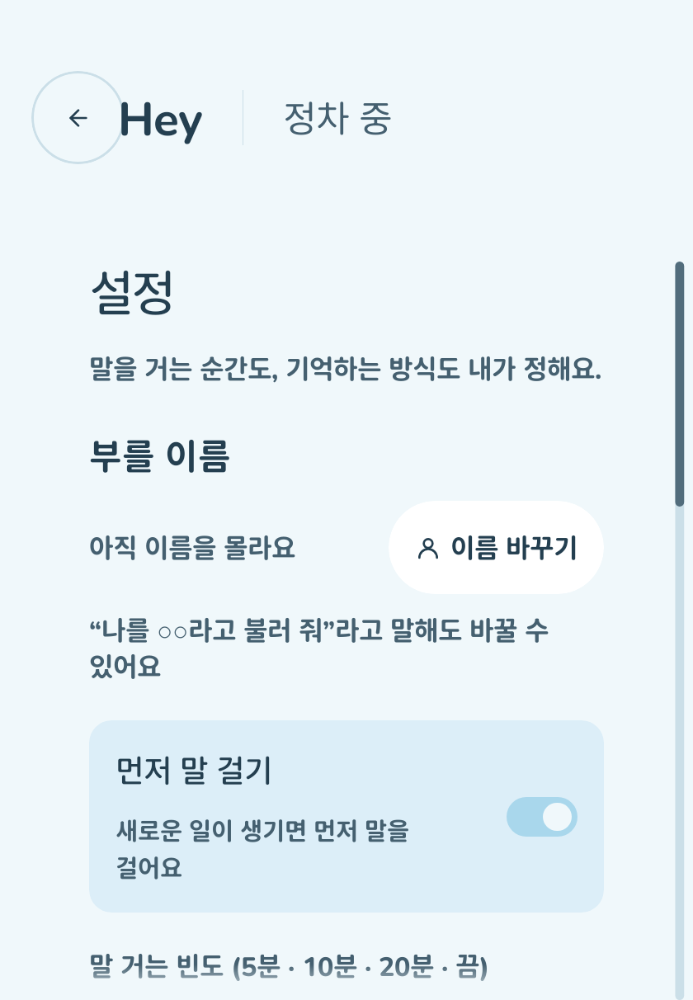 Hey
정차 중
설정
말을 거는 순간도, 기억하는 방식도 내가 정해요.
부를 이름
아직 이름을 몰라요
이름 바꾸기
“나를 ○○라고 불러 줘”라고 말해도 바꿀 수
있어요
먼저 말 걸기
새로운 일이 생기면 먼저 말을
걸어요
말 거는 빈도 (5분 · 10분 · 20분 · 끔)